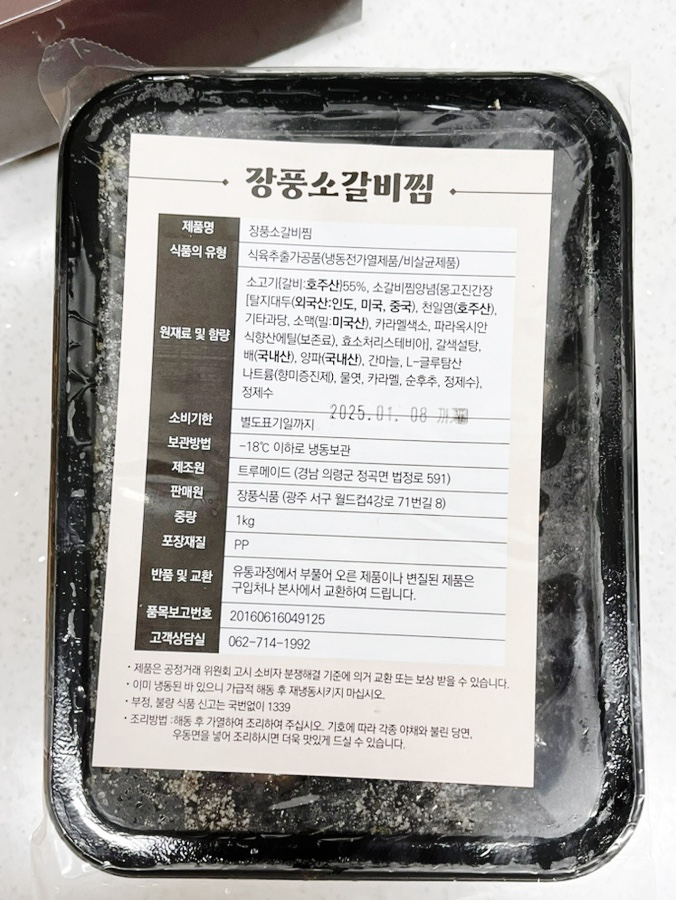 장풍소갈비찜
제품명 장풍소갈비찜
식품의 유형 식육추출가공품(냉동전가열제품/비살균제품)
원재료 및 함량 소고기{갈비:호주산}55%, 소갈비찜양념{몽고진간장
[탈지대두(외국산:인도, 미국, 중국), 천일염(호주산),
기타과당, 소맥(밀:미국산), 카라멜색소, 파라옥시안
식향산에틸(보존료), 효소처리스테비아], 갈색설탕,
배(국내산), 양파(국내산), 간마늘, L-글루탐산
나트륨(향미증진제), 물엿, 카라멜, 순후추, 정제수},
정제수
소비기한 별도표기일까지 2025.01.08 까지
보관방법 -18℃ 이하로 냉동보관
제조원 트루메이드 (경남 의령군 정곡면 법정로 591)
판매원 장풍식품 (광주 서구 월드컵4강로 71번길 8)
중량 1kg
포장재질 PP
반품 및 교환 유통과정에서 부풀어 오른 제품이나 변질된 제품은
구입처나 본사에서 교환하여 드립니다.
품목보고번호 20160616049125
고객상담실 062-714-1992
· 제품은 공정거래 위원회 고시 소비자 분쟁해결 기준에 의거 교환 또는 보상 받을 수 있습니다.
· 이미 냉동된 바 있으니 가급적 해동 후 재냉동시키지 마십시오.
· 부정, 불량 식품 신고는 국번없이 1339
· 조리방법 : 해동 후 가열하여 조리하여 주십시오. 기호에 따라 각종 야채와 불린 당면,
우동면을 넣어 조리하시면 더욱 맛있게 드실 수 있습니다.